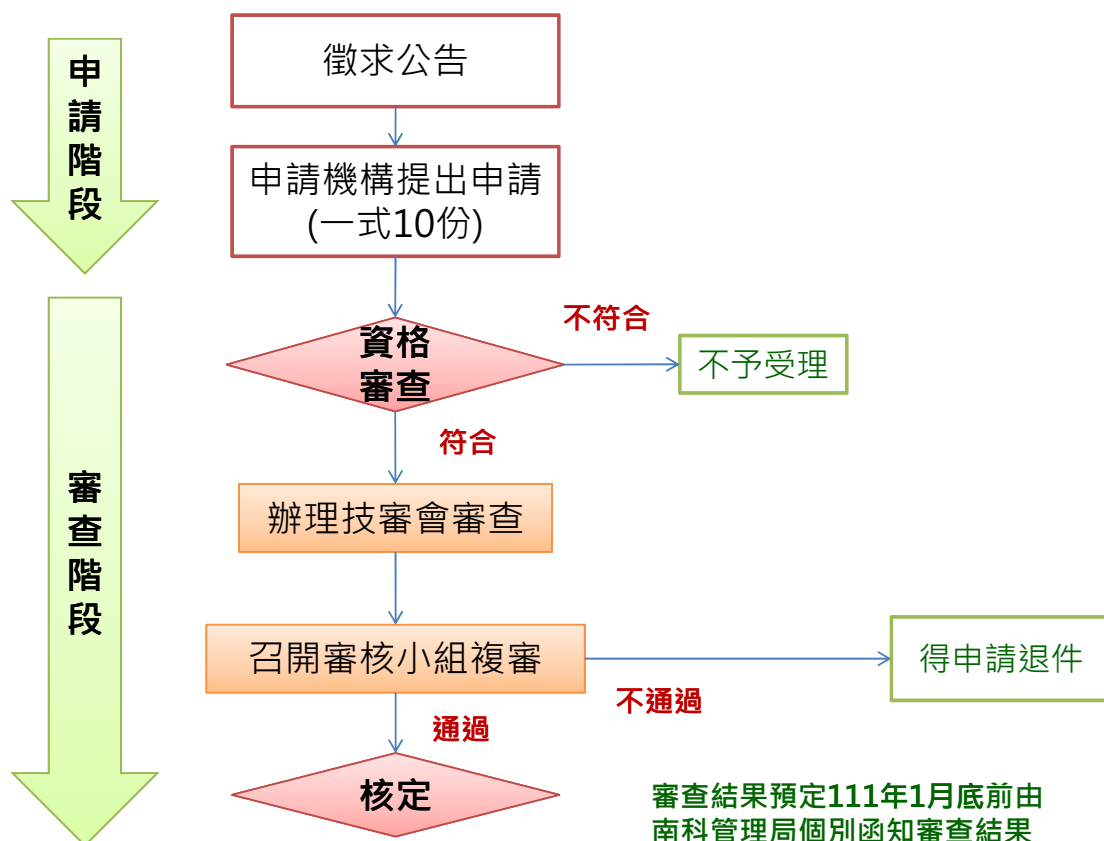 申請階段
徵求公告
申請機構提出申請
(一式10份)
審查階段
資格
審查
不符合
不予受理
符合
辦理技審會審查
召開審核小組複審
不通過
得申請退件
通過
核定
審查結果預定111年1月底前由
南科管理局個別函知審查結果